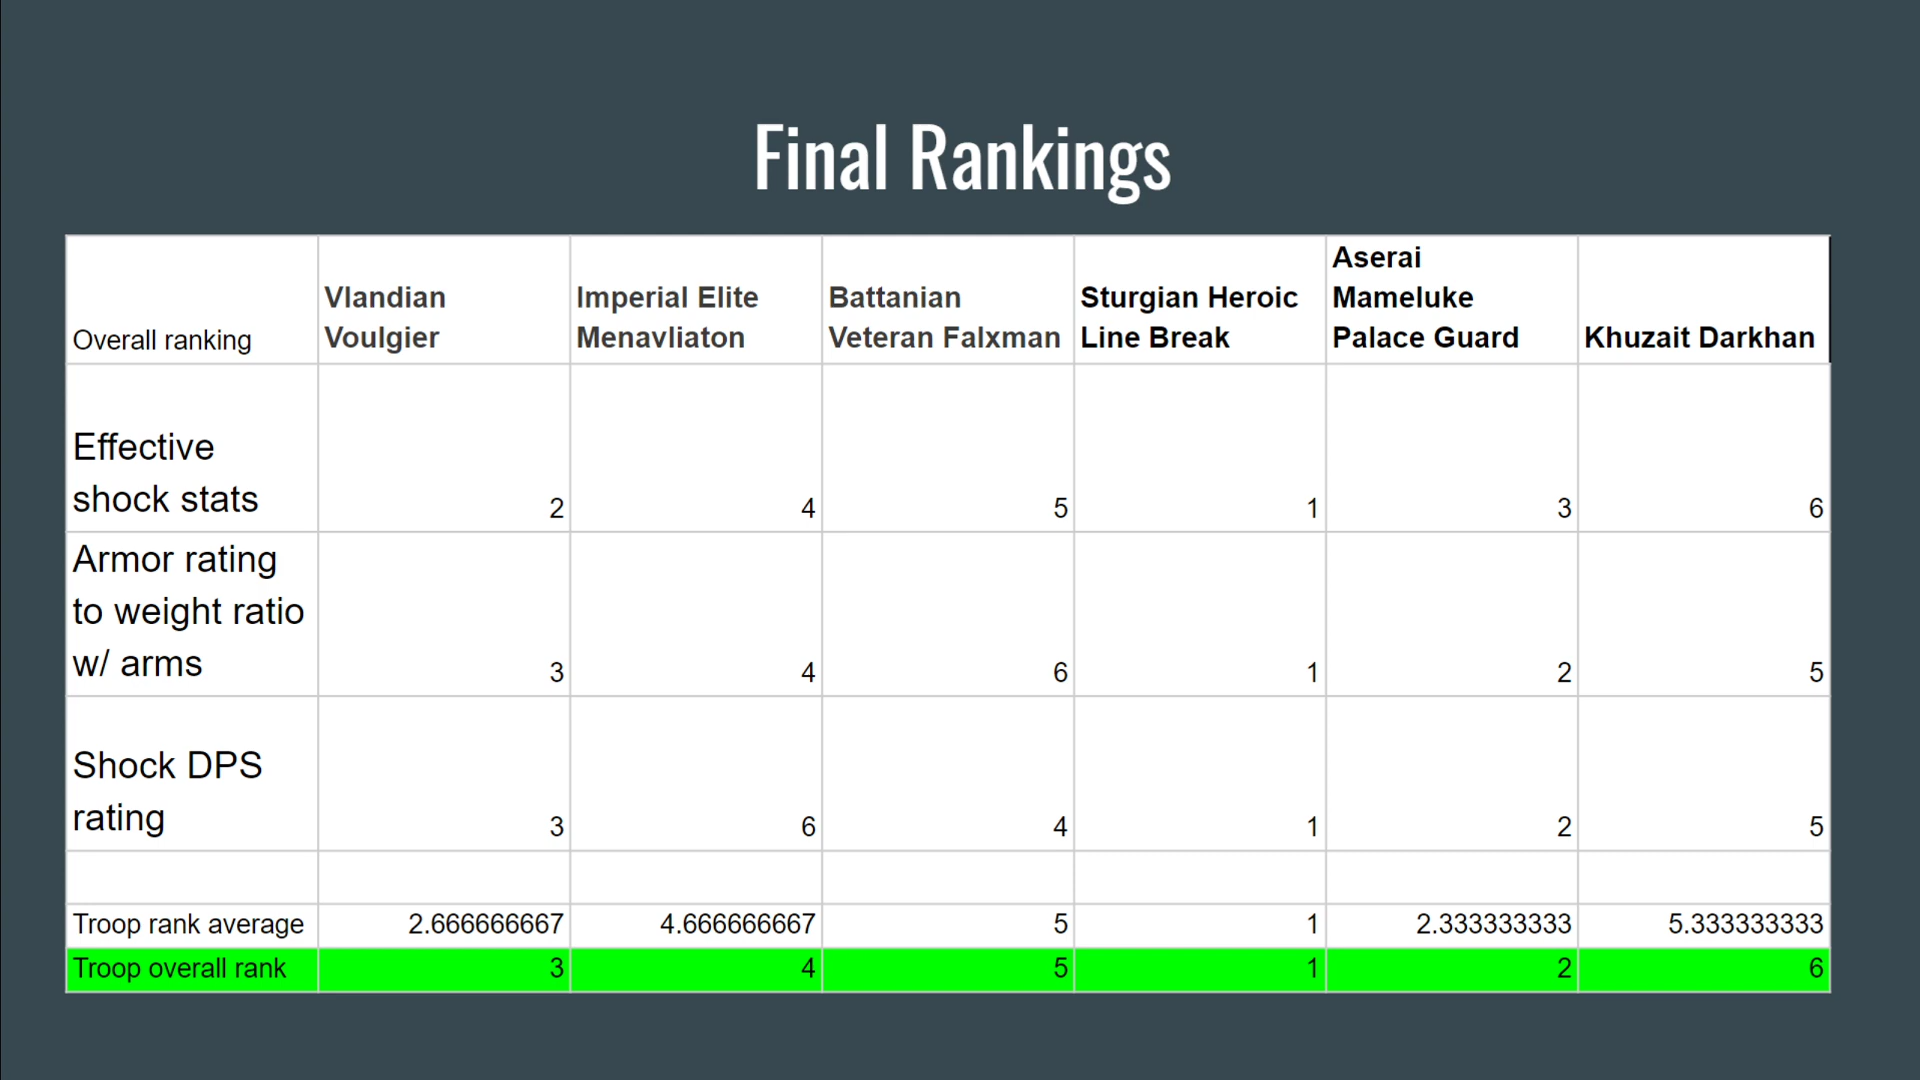 Final Rankings
Overall ranking
Vlandian
Voulgier
Imperial Elite
Menavliaton
Battanian
Veteran Falxman
Sturgian Heroic
Line Break
Aserai
Mameluke
Palace Guard
Khuzait Darkhan
Effective
shock stats
2 4 5 1 3 6
Armor rating
to weight ratio
w/ arms
3 4 6 1 2 5
Shock DPS
rating
3 6 4 1 2 5
Troop rank average 2.666666667 4.666666667 5 1 2.333333333 5.333333333
Troop overall rank 3 4 5 1 2 6